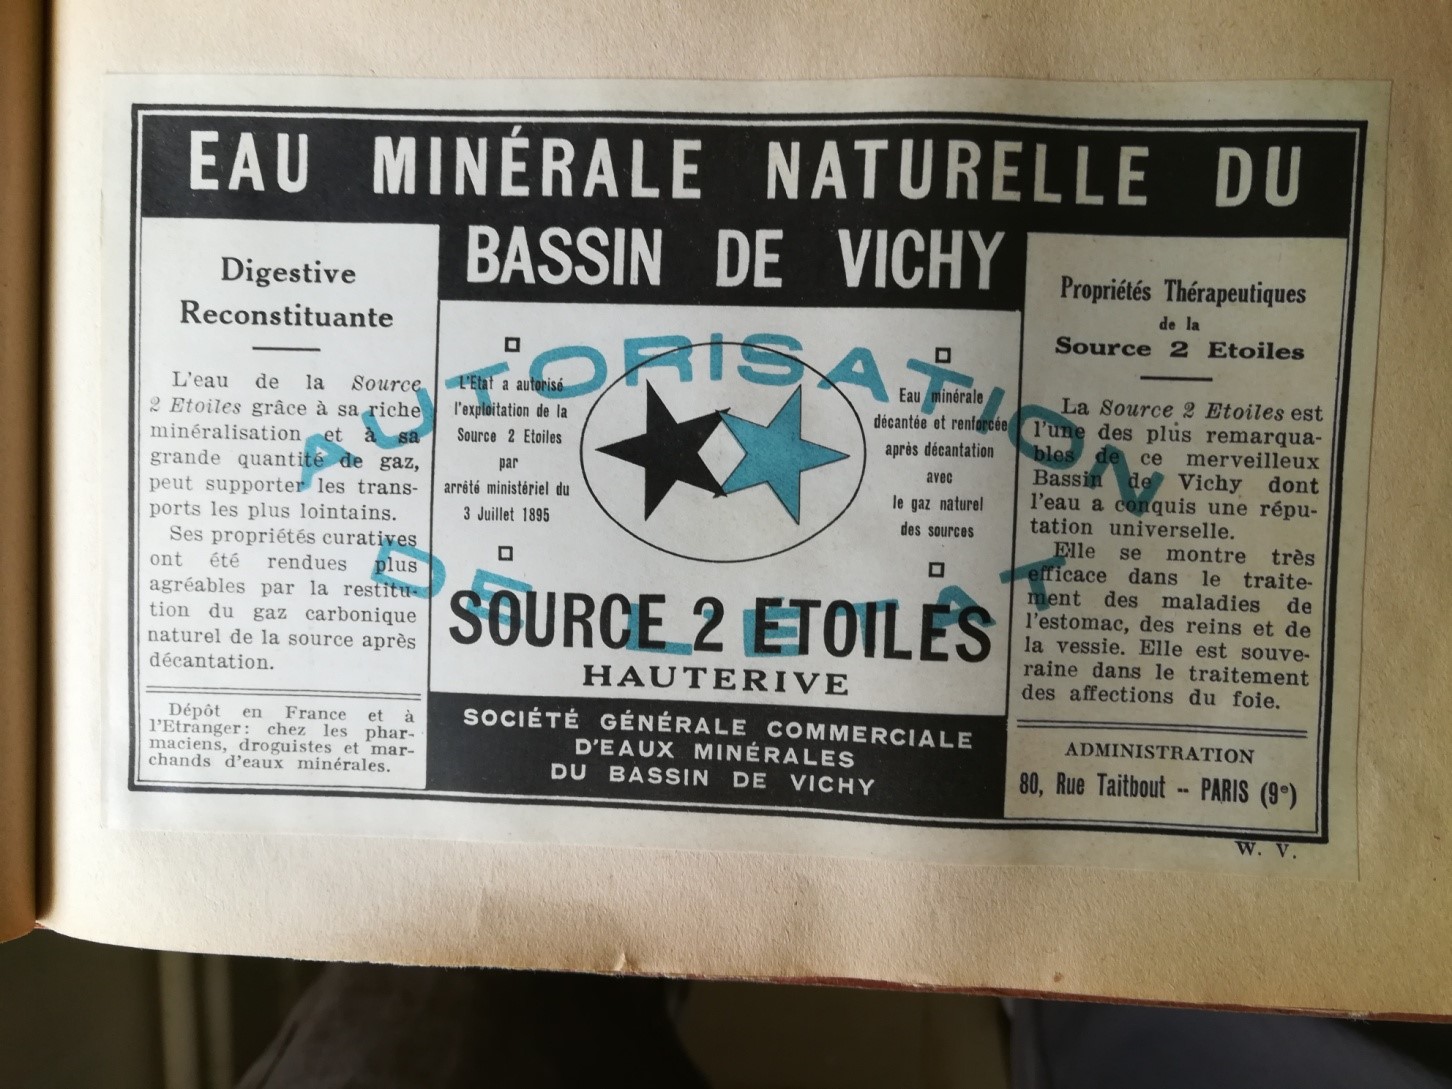 EAU MINÉRALE NATURELLE DU
BASSIN DE VICHY
Digestive
Reconstituante
L'eau de la Source
2 Etoiles grâce à sa riche
minéralisation et à sa
grande quantité de gaz,
peut supporter les trans-
ports les plus lointains.
Ses propriétés curatives
ont été rendues plus
agréables par la restitu-
tion du gaz carbonique
naturel de la source après
décantation.
Dépôt en France et à
l'Etranger: chez les phar-
maciens, droguistes et mar-
chands d'eaux minérales.
AUTORISATION
DE L'ETAT
L'Etat a autorisé
l'exploitation de la
Source 2 Etoiles
par
arrêté ministériel du
3 Juillet 1895
Eau minérale
décantée et renforcée
après décantation
avec
le gaz naturel
des sources
SOURCE 2 ETOILES
HAUTERIVE
SOCIÉTÉ GÉNÉRALE COMMERCIALE
D'EAUX MINÉRALES
DU BASSIN DE VICHY
Propriétés Thérapeutiques
de la
Source 2 Etoiles
La Source 2 Etoiles est
l'une des plus remarqua-
bles de ce merveilleux
Bassin de Vichy dont
l'eau a conquis une répu-
tation universelle.
Elle se montre très
efficace dans le traite-
ment des maladies de
l'estomac, des reins et de
la vessie. Elle est souve-
raine dans le traitement
des affections du foie.
ADMINISTRATION
80, Rue Taitbout -- PARIS (9e)
W. V.